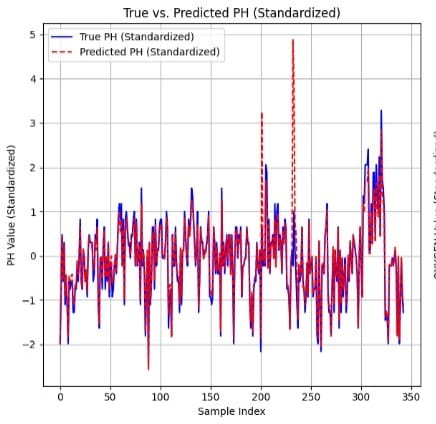 True vs. Predicted PH (Standardized)
True PH (Standardized)
Predicted PH (Standardized)
PH Value (Standardized)
5
4
3
2
1
0
−1
−2
0 50 100 150 200 250 300 350
Sample Index